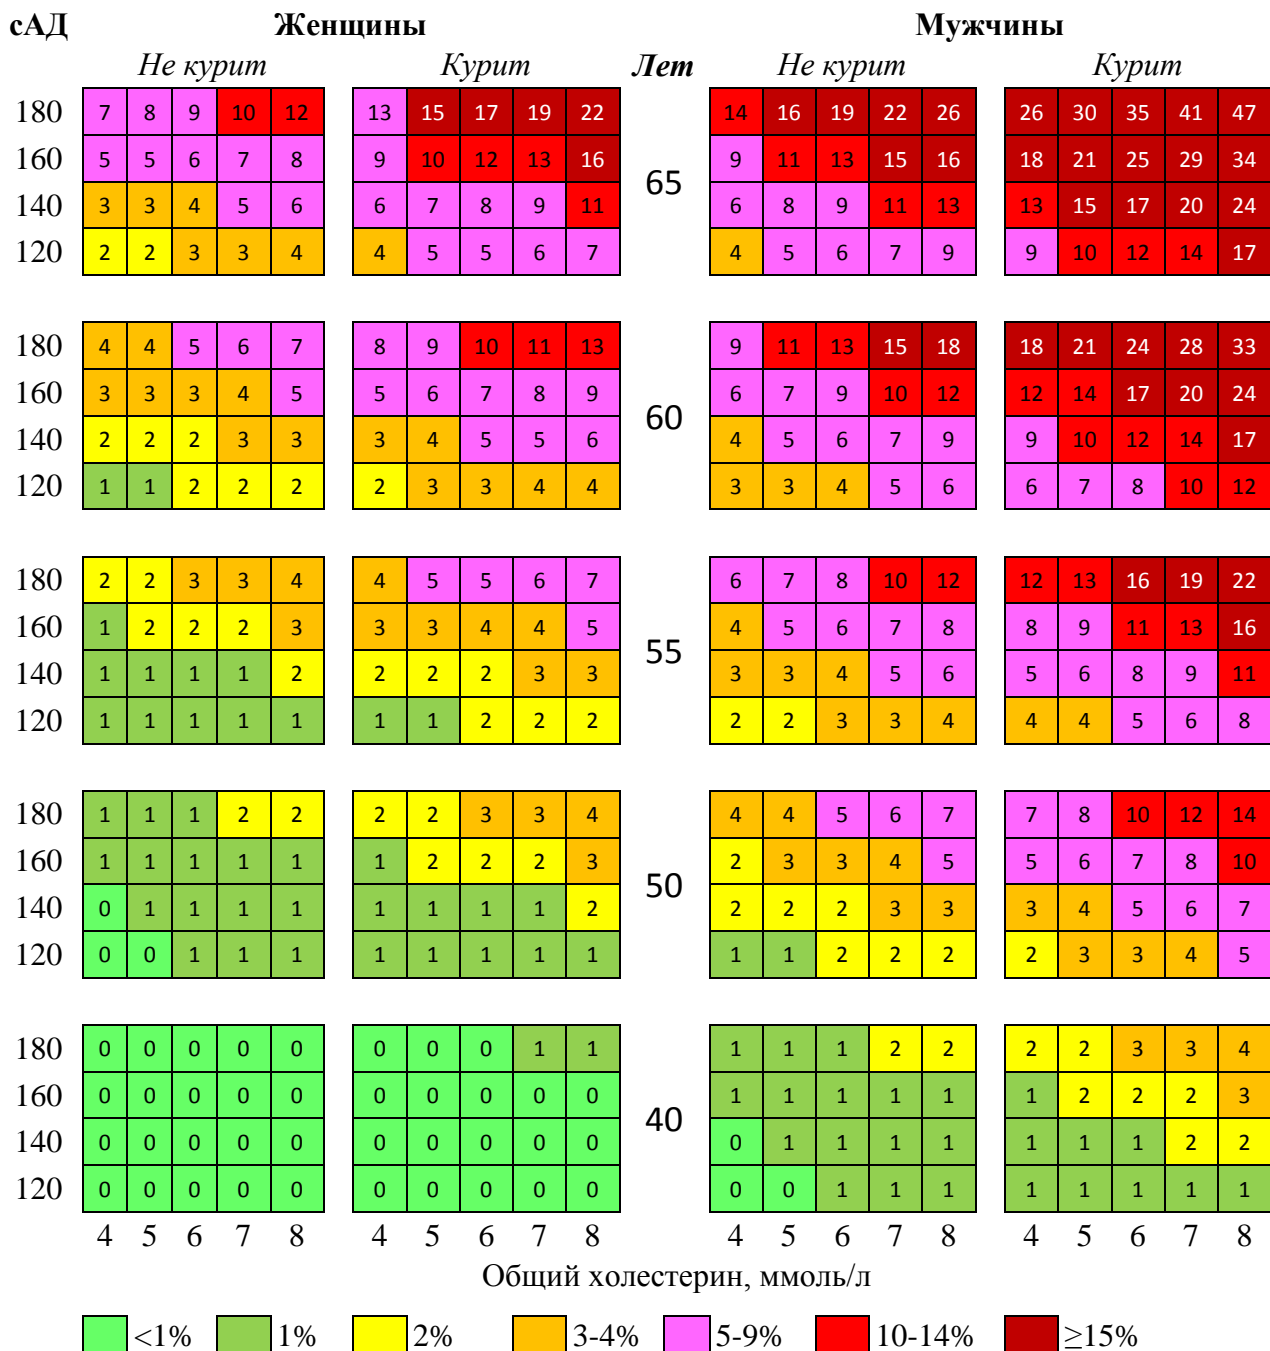 сАД Женщины Мужчины
Не курит Курит Лет Не курит Курит
180 7 8 9 10 12 13 15 17 19 22 14 16 19 22 26 26 30 35 41 47
160 5 5 6 7 8 9 10 12 13 16 9 11 13 15 16 18 21 25 29 34
65
140 3 3 4 5 6 6 7 8 9 11 6 8 9 11 13 13 15 17 20 24
120 2 2 3 3 4 4 5 5 6 7 4 5 6 7 9 9 10 12 14 17
180 4 4 5 6 7 8 9 10 11 13 9 11 13 15 18 18 21 24 28 33
160 3 3 3 4 5 5 6 7 8 9 6 7 9 10 12 12 14 17 20 24
60
140 2 2 2 3 3 3 4 5 5 6 4 5 6 7 9 9 10 12 14 17
120 1 1 2 2 2 2 3 3 4 4 3 3 4 5 6 6 7 8 10 12
180 2 2 3 3 4 4 5 5 6 7 6 7 8 10 12 12 13 16 19 22
160 1 2 2 2 3 3 3 4 4 5 4 5 6 7 8 8 9 11 13 16
55
140 1 1 1 1 2 2 2 2 3 3 3 3 4 5 6 5 6 8 9 11
120 1 1 1 1 1 1 1 2 2 2 2 2 3 3 4 4 4 5 6 8
180 1 1 1 2 2 2 2 3 3 4 4 4 5 6 7 7 8 10 12 14
160 1 1 1 1 1 1 2 2 2 3 2 3 3 4 5 5 6 7 8 10
50
140 0 1 1 1 1 1 1 1 1 2 2 2 2 3 3 3 4 5 6 7
120 0 0 1 1 1 1 1 1 1 1 1 1 2 2 2 2 3 3 4 5
180 0 0 0 0 0 0 0 0 1 1 1 1 1 2 2 2 2 3 3 4
160 0 0 0 0 0 0 0 0 0 0 1 1 1 1 1 1 2 2 2 3
40
140 0 0 0 0 0 0 0 0 0 0 0 1 1 1 1 1 1 1 2 2
120 0 0 0 0 0 0 0 0 0 0 0 0 1 1 1 1 1 1 1 1
4 5 6 7 8 4 5 6 7 8 4 5 6 7 8 4 5 6 7 8
Общий холестерин, ммоль/л
<1% 1% 2% 3-4% 5-9% 10-14% ≥15%